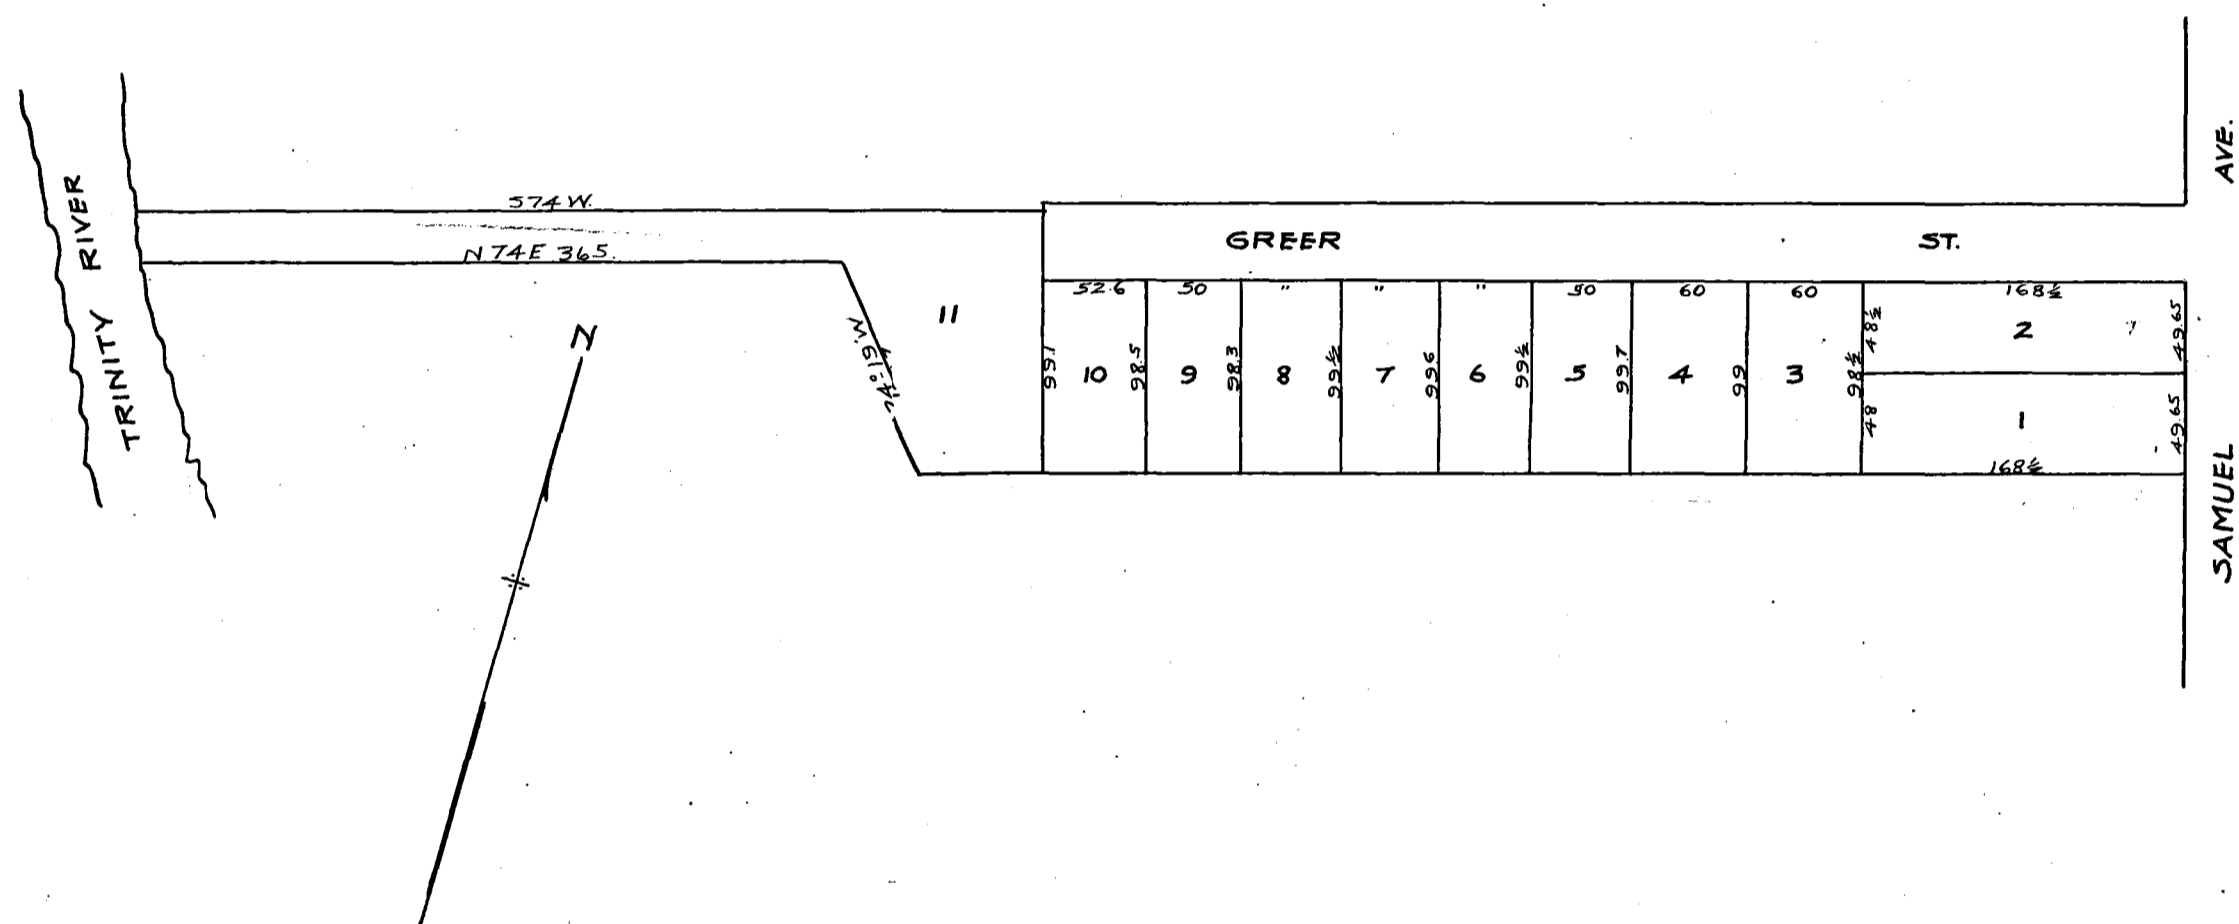 AVE.
TRINITY RIVER
574 W.
N 74E 365.
GREER ST.
52.6 50 " " " 50 60 60 168½
11
N
99.1 10 98.5 9 98.3 8 99½ 7 99.6 6 99½ 5 99.7 4 99 3 98½
48½ 2 49.65
48 1 49.65
168½
SAMUEL